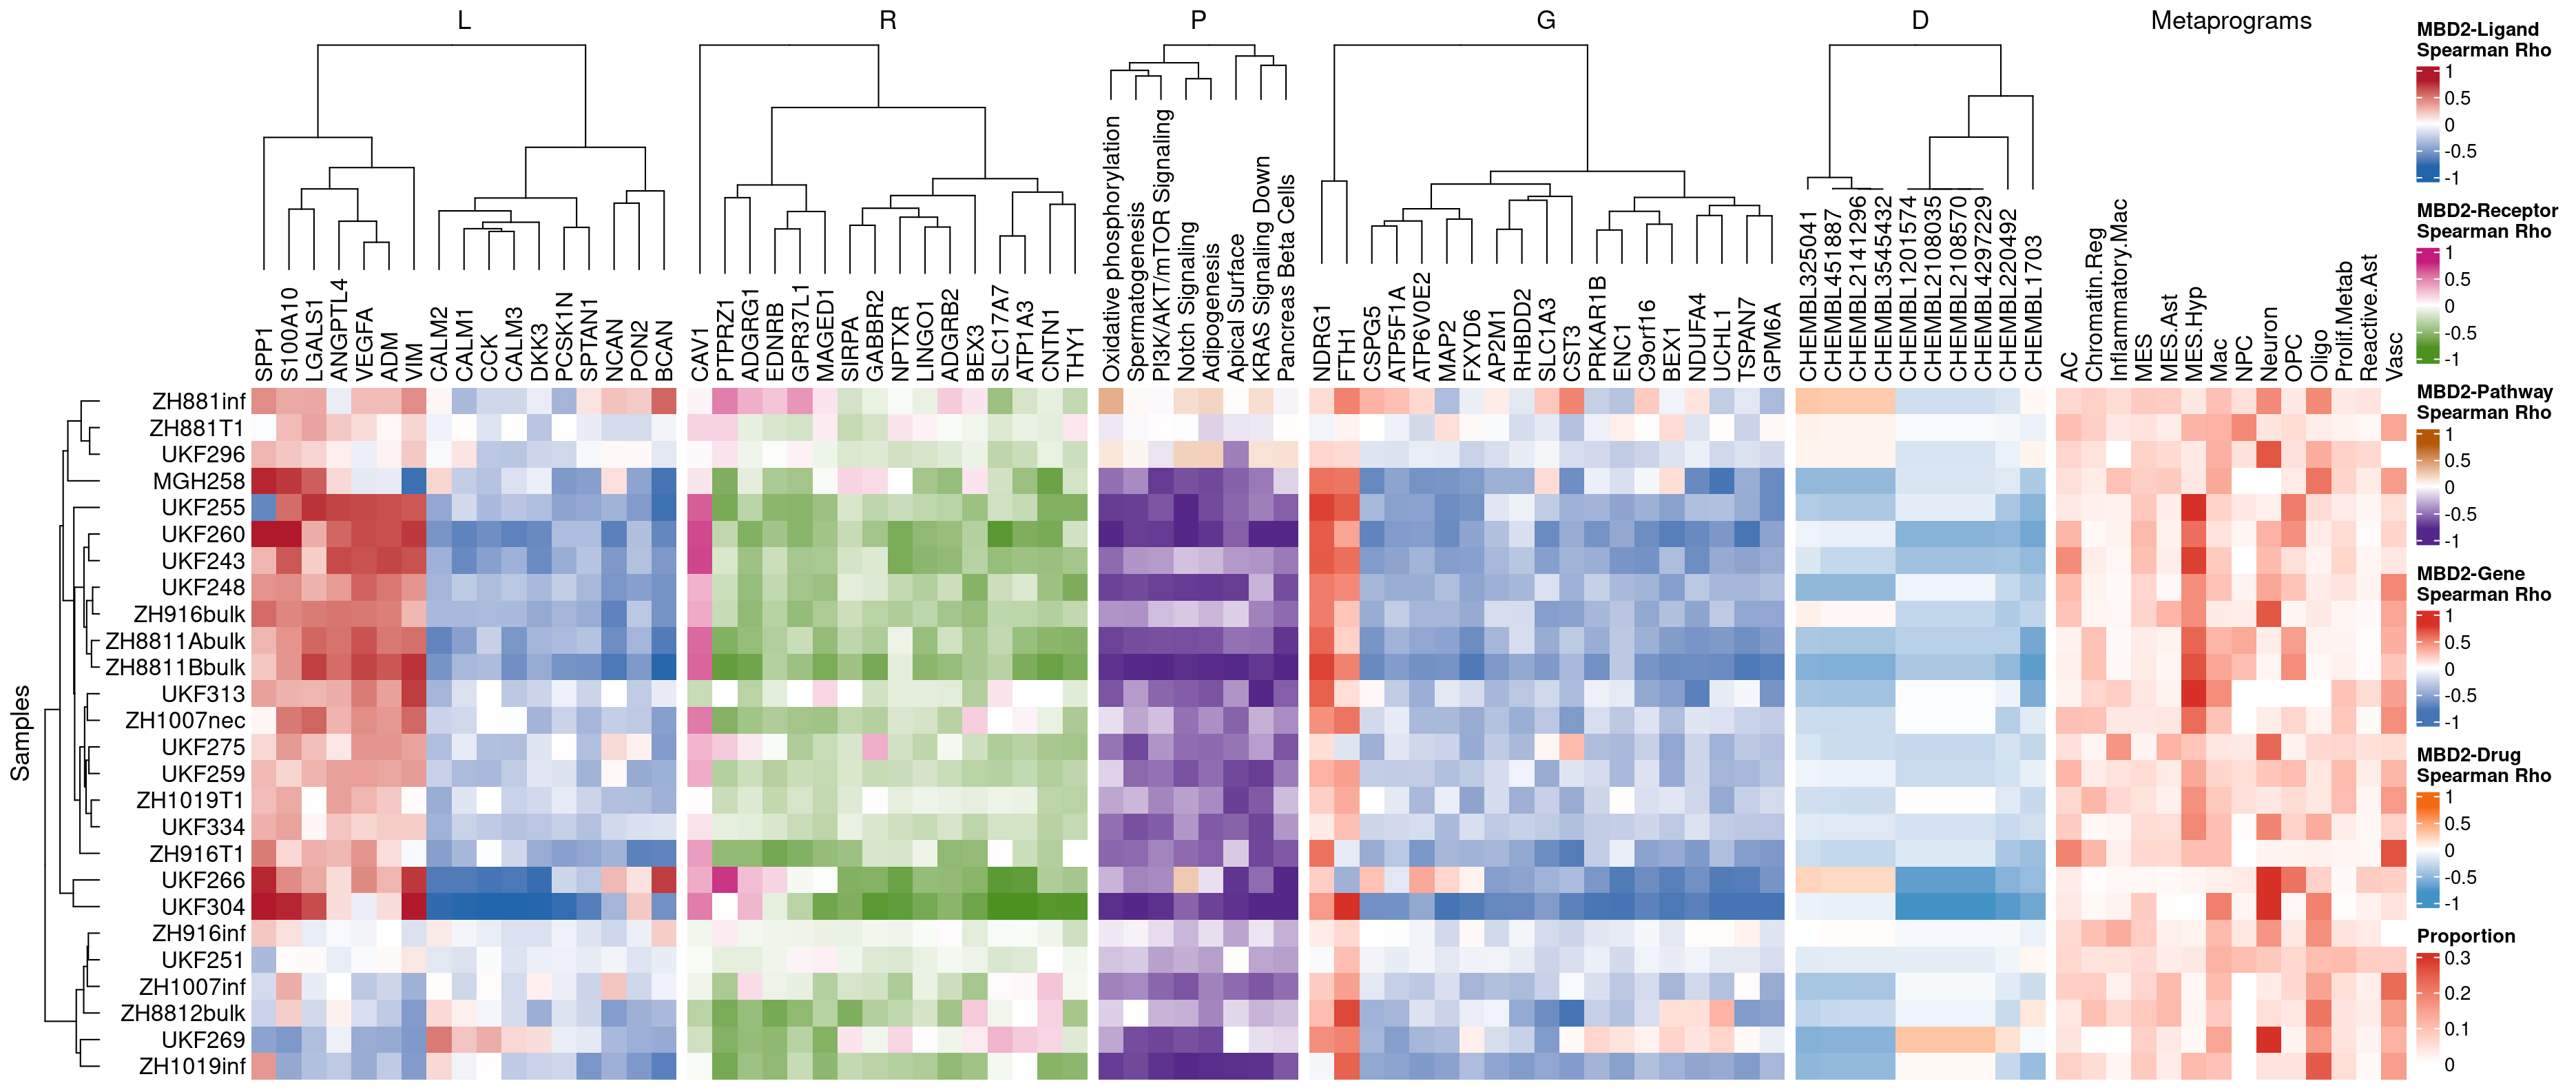 L
R
P
G
D
Metaprograms
SPP1
S100A10
LGALS1
ANGPTL4
VEGFA
ADM
VIM
CALM2
CALM1
CCK
CALM3
DKK3
PCSK1N
SPTAN1
NCAN
PON2
BCAN
CAV1
PTPRZ1
ADGRG1
EDNRB
GPR37L1
MAGED1
SIRPA
GABBR2
NPTXR
LINGO1
ADGRB2
BEX3
SLC17A7
ATP1A3
CNTN1
THY1
Oxidative phosphorylation
Spermatogenesis
PI3K/AKT/mTOR Signaling
Notch Signaling
Adipogenesis
Apical Surface
KRAS Signaling Down
Pancreas Beta Cells
NDRG1
FTH1
CSPG5
ATP5F1A
ATP6V0E2
MAP2
FXYD6
AP2M1
RHBDD2
SLC1A3
CST3
PRKAR1B
ENC1
C9orf16
BEX1
NDUFA4
UCHL1
TSPAN7
GPM6A
CHEMBL325041
CHEMBL451887
CHEMBL2141296
CHEMBL3545432
CHEMBL1201574
CHEMBL2108035
CHEMBL2108570
CHEMBL4297229
CHEMBL220492
CHEMBL1703
AC
Chromatin.Reg
Inflammatory.Mac
MES
MES.Ast
MES.Hyp
Mac
NPC
Neuron
OPC
Oligo
Prolif.Metab
Reactive.Ast
Vasc
Samples
ZH881inf
ZH881T1
UKF296
MGH258
UKF255
UKF260
UKF243
UKF248
ZH916bulk
ZH8811Abulk
ZH8811Bbulk
UKF313
ZH1007nec
UKF275
UKF259
ZH1019T1
UKF334
ZH916T1
UKF266
UKF304
ZH916inf
UKF251
ZH1007inf
ZH8812bulk
UKF269
ZH1019inf
MBD2-Ligand
Spearman Rho
1
0.5
0
-0.5
-1
MBD2-Receptor
Spearman Rho
1
0.5
0
-0.5
-1
MBD2-Pathway
Spearman Rho
1
0.5
0
-0.5
-1
MBD2-Gene
Spearman Rho
1
0.5
0
-0.5
-1
MBD2-Drug
Spearman Rho
1
0.5
0
-0.5
-1
Proportion
0.3
0.2
0.1
0